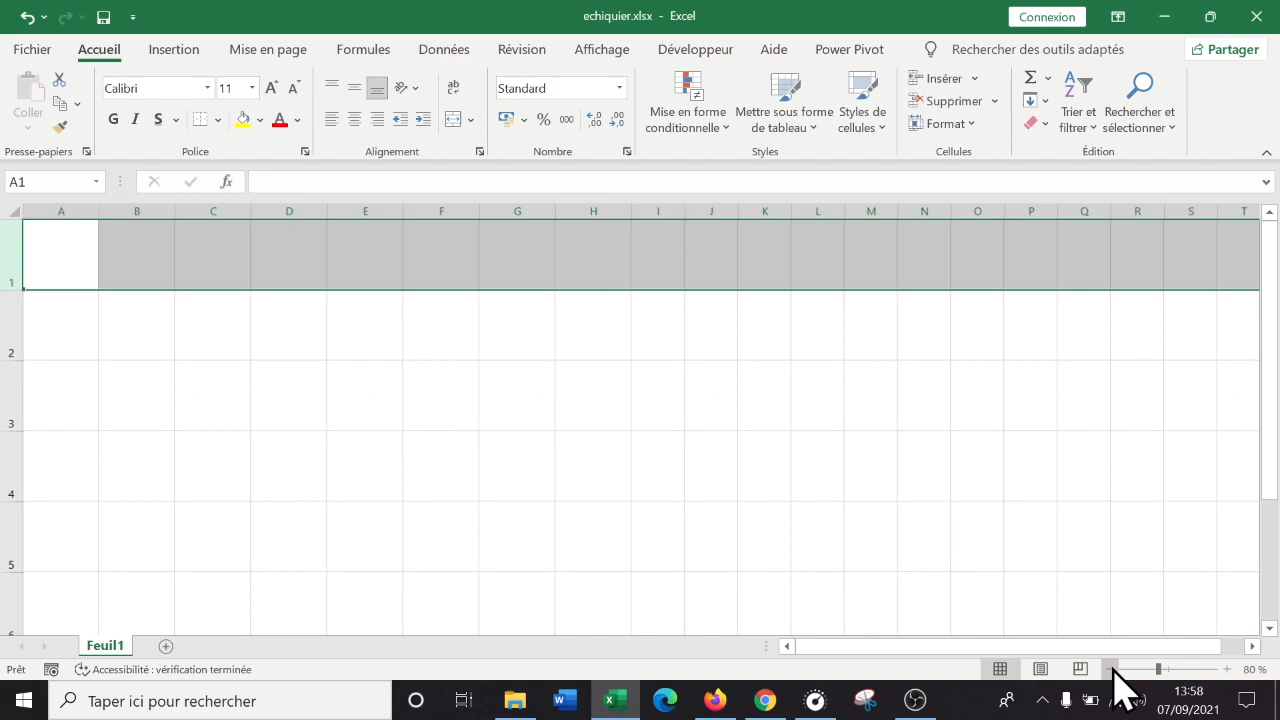 echiquier.xlsx - Excel
Connexion
Fichier Accueil Insertion Mise en page Formules Données Révision Affichage Développeur Aide Power Pivot Rechercher des outils adaptés Partager
Coller
Calibri 11
G I S A
Standard
% 000
Mise en forme conditionnelle
Mettre sous forme de tableau
Styles de cellules
Insérer
Supprimer
Format
Trier et filtrer
Rechercher et sélectionner
Presse-papiers Police Alignement Nombre Styles Cellules Édition
A1 fx
A B C D E F G H I J K L M N O P Q R S T
1
2
3
4
5
6
Feuil1
Prêt Accessibilité : vérification terminée 80 %
Taper ici pour rechercher
13:58
07/09/2021